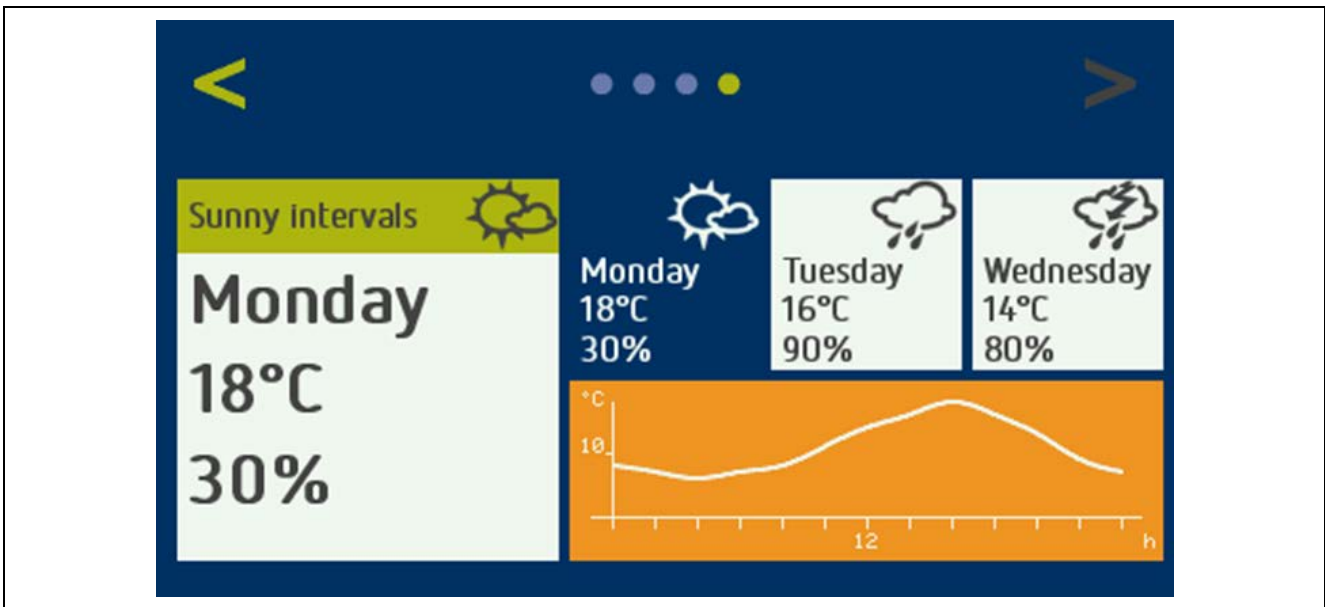 <
>
Sunny intervals
Monday
18°C
30%
Monday
18°C
30%
Tuesday
16°C
90%
Wednesday
14°C
80%
°C
10
12
h